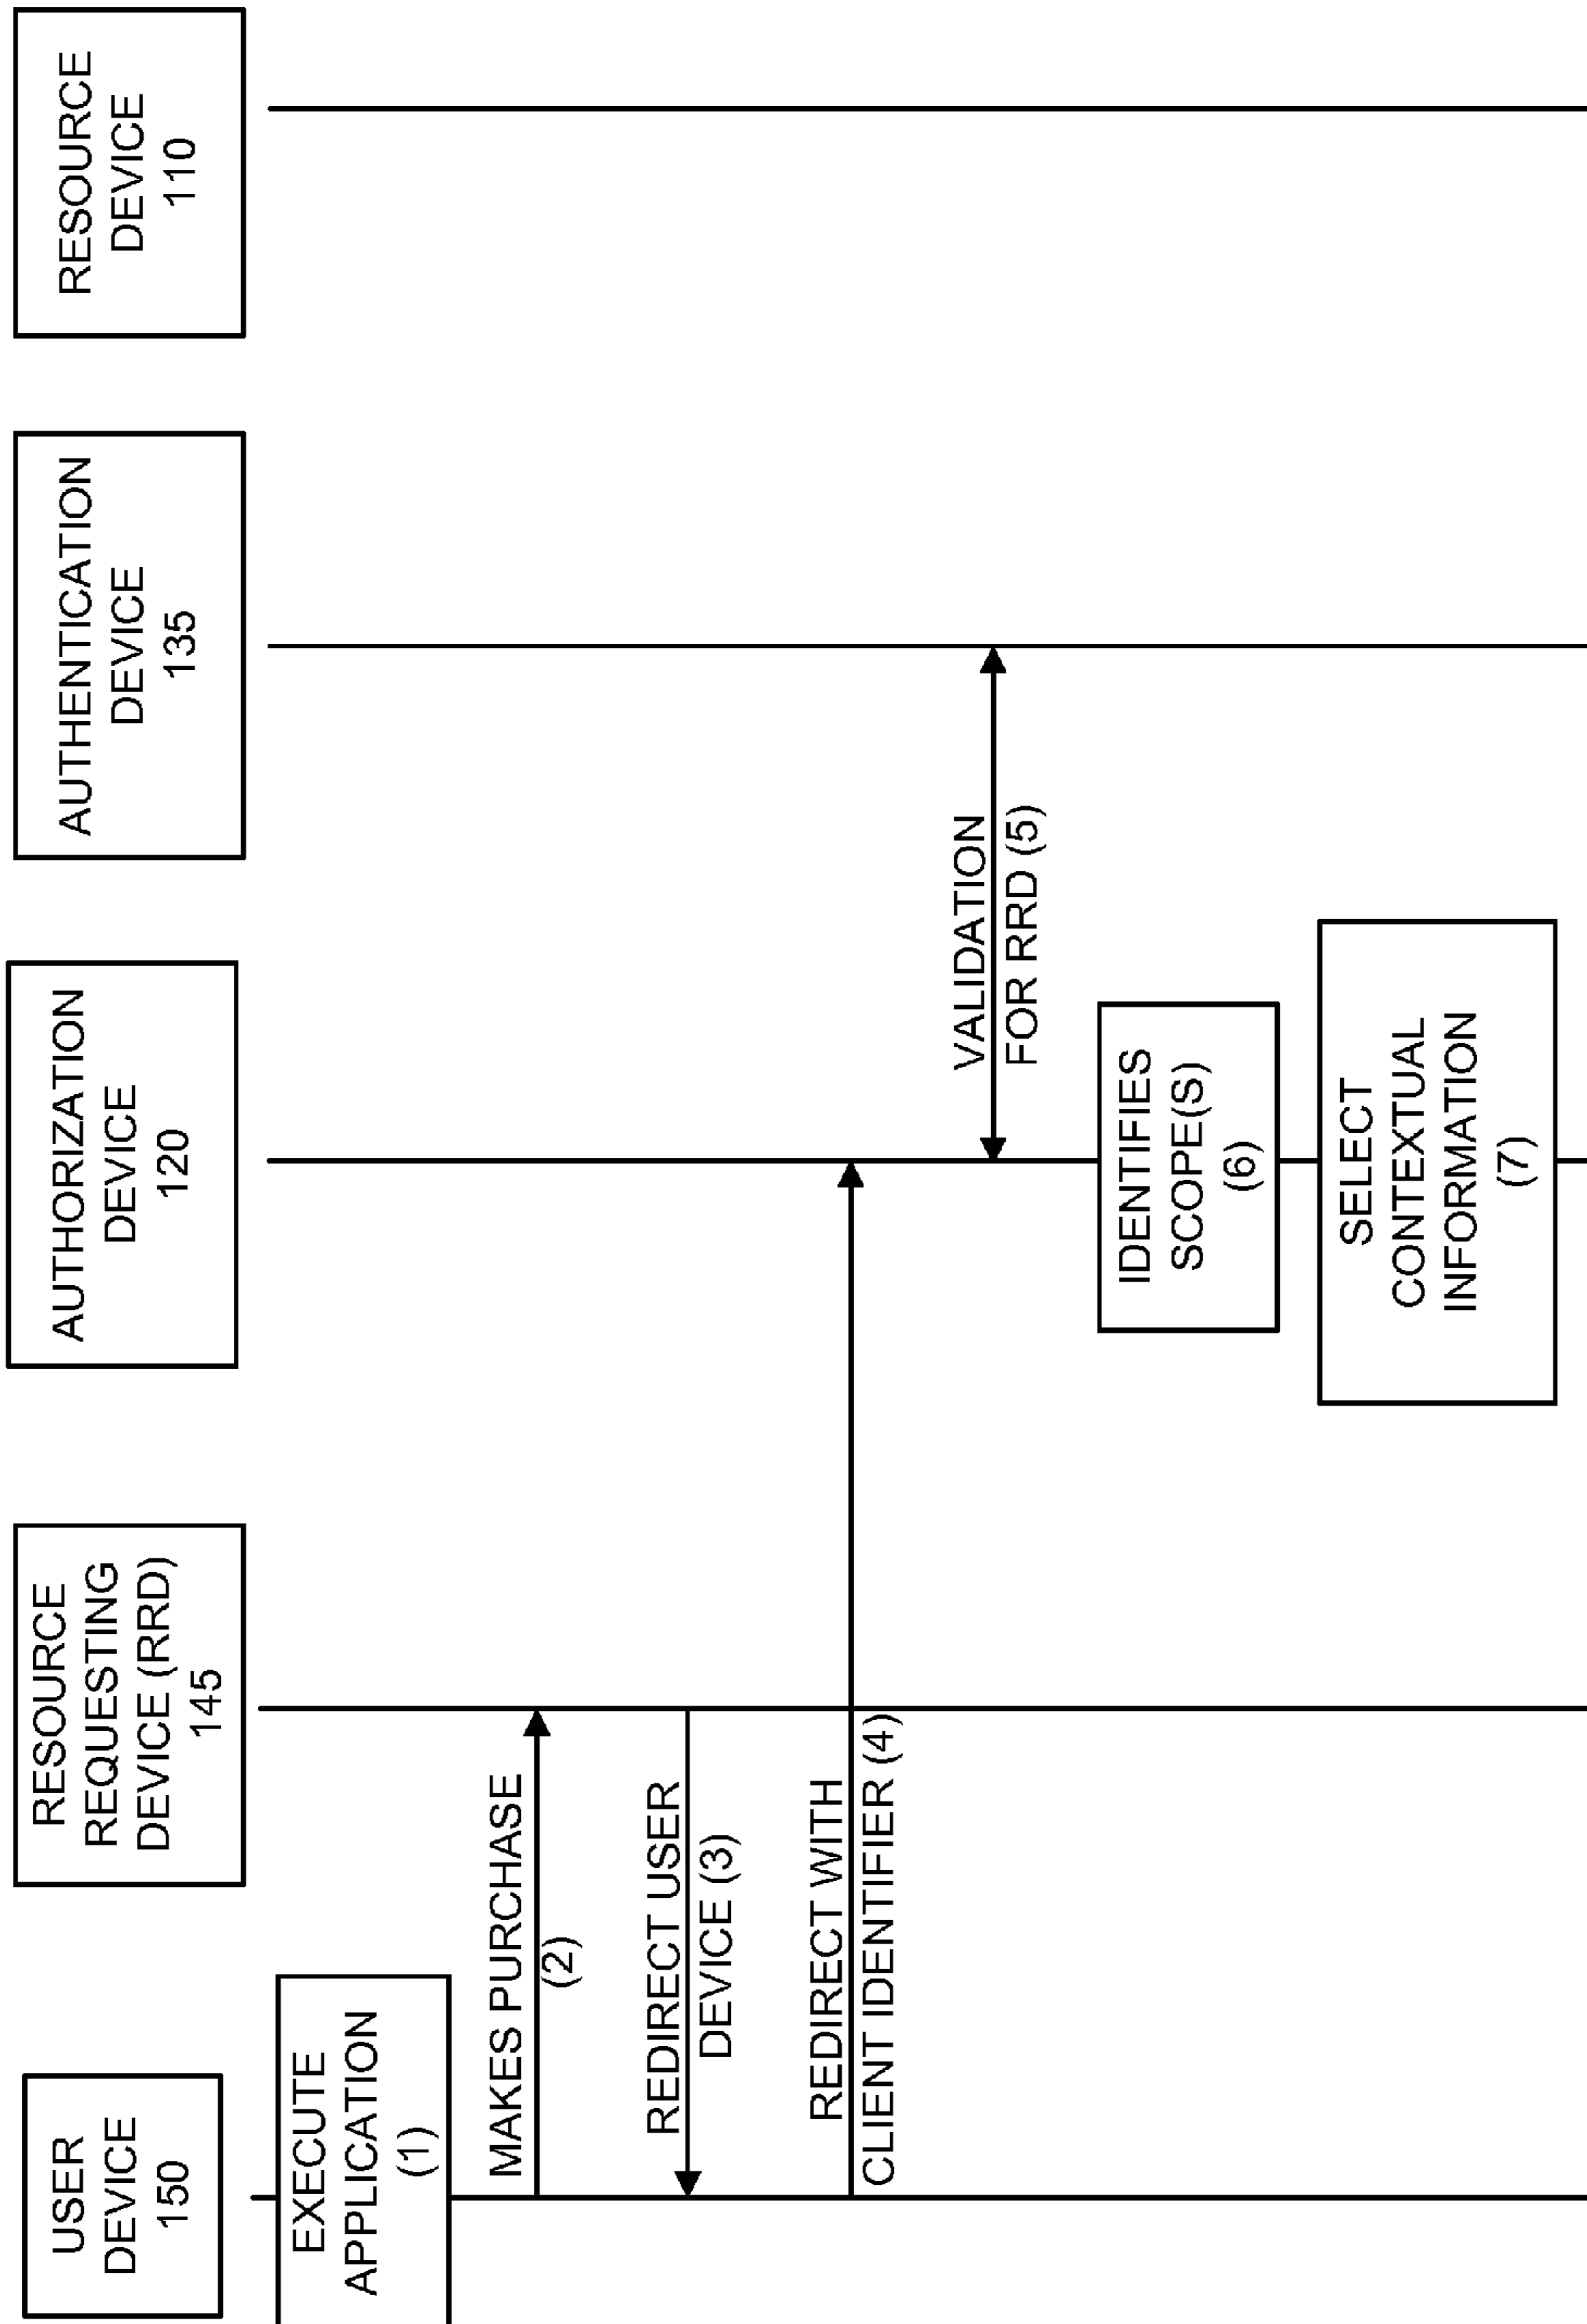 USER
DEVICE
150
RESOURCE
REQUESTING
DEVICE (RRD)
145
AUTHORIZATION
DEVICE
120
AUTHENTICATION
DEVICE
135
RESOURCE
DEVICE
110
EXECUTE
APPLICATION
(1)
MAKES PURCHASE
(2)
REDIRECT USER
DEVICE (3)
REDIRECT WITH
CLIENT IDENTIFIER (4)
VALIDATION
FOR RRD (5)
IDENTIFIES
SCOPE(S)
(6)
SELECT
CONTEXTUAL
INFORMATION
(7)